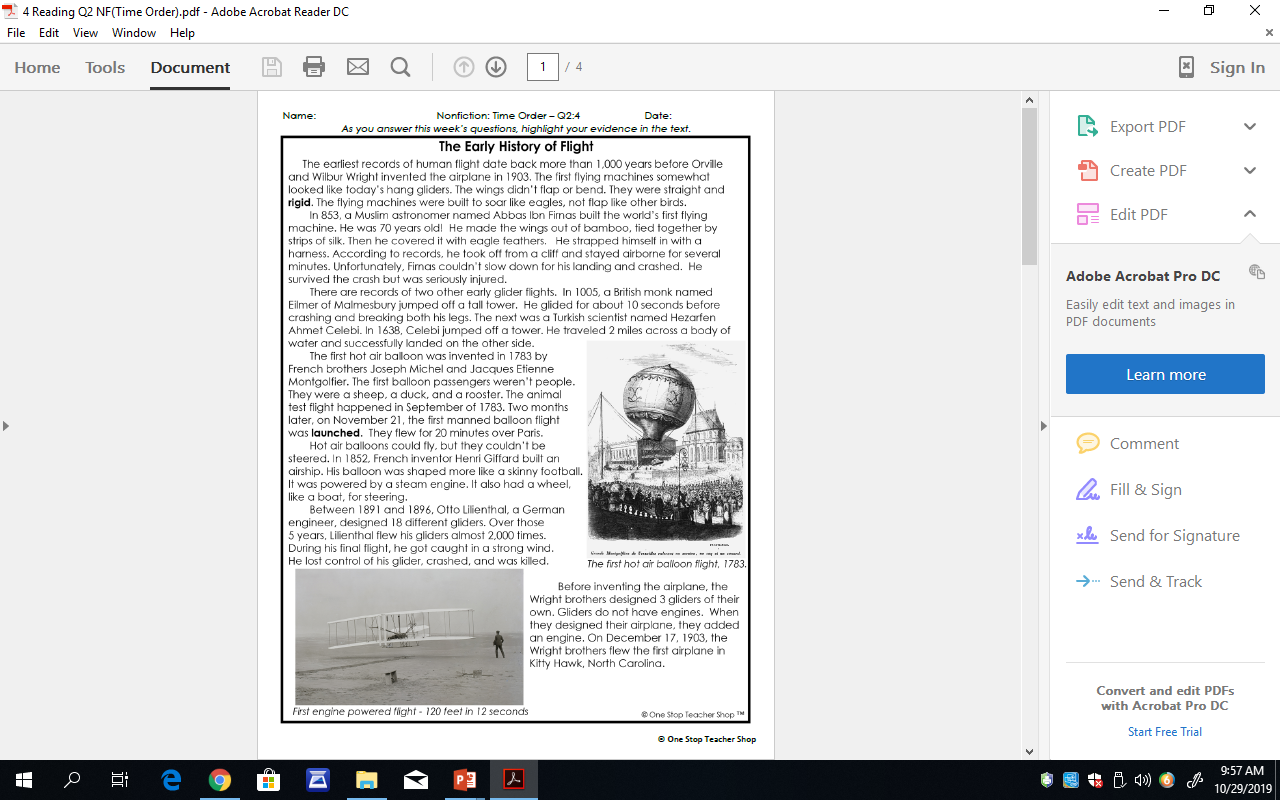 4 Reading Q2 NF(Time Order).pdf - Adobe Acrobat Reader DC
File Edit View Window Help
Home Tools Document 1 / 4 Sign In
Name: Nonfiction: Time Order – Q2:4 Date:
As you answer this week's questions, highlight your evidence in the text.
The Early History of Flight
The earliest records of human flight date back more than 1,000 years before Orville
and Wilbur Wright invented the airplane in 1903. The first flying machines somewhat
looked like today's hang gliders. The wings didn't flap or bend. They were straight and
rigid. The flying machines were built to soar like eagles, not flap like other birds.
In 853, a Muslim astronomer named Abbas Ibn Firnas built the world's first flying
machine. He was 70 years old! He made the wings out of bamboo, tied together by
strips of silk. Then he covered it with eagle feathers. He strapped himself in with a
harness. According to records, he took off from a cliff and stayed airborne for several
minutes. Unfortunately, Firnas couldn't slow down for his landing and crashed. He
survived the crash but was seriously injured.
There are records of two other early glider flights. In 1005, a British monk named
Eilmer of Malmesbury jumped off a tall tower. He glided for about 10 seconds before
crashing and breaking both his legs. The next was a Turkish scientist named Hezarfen
Ahmet Celebi. In 1638, Celebi jumped off a tower. He traveled 2 miles across a body of
water and successfully landed on the other side.
The first hot air balloon was invented in 1783 by
French brothers Joseph Michel and Jacques Etienne
Montgolfier. The first balloon passengers weren't people.
They were a sheep, a duck, and a rooster. The animal
test flight happened in September of 1783. Two months
later, on November 21, the first manned balloon flight
was launched. They flew for 20 minutes over Paris.
Hot air balloons could fly, but they couldn't be
steered. In 1852, French inventor Henri Giffard built an
airship. His balloon was shaped more like a skinny football.
It was powered by a steam engine. It also had a wheel,
like a boat, for steering.
Between 1891 and 1896, Otto Lilienthal, a German
engineer, designed 18 different gliders. Over those
5 years, Lilienthal flew his gliders almost 2,000 times.
During his final flight, he got caught in a strong wind.
He lost control of his glider, crashed, and was killed.
The first hot air balloon flight, 1783.
Before inventing the airplane, the
Wright brothers designed 3 gliders of their
own. Gliders do not have engines. When
they designed their airplane, they added
an engine. On December 17, 1903, the
Wright brothers flew the first airplane in
Kitty Hawk, North Carolina.
First engine powered flight - 120 feet in 12 seconds
© One Stop Teacher Shop ™
© One Stop Teacher Shop
Export PDF
Create PDF
Edit PDF
Adobe Acrobat Pro DC
Easily edit text and images in
PDF documents
Learn more
Comment
Fill & Sign
Send for Signature
Send & Track
Convert and edit PDFs
with Acrobat Pro DC
Start Free Trial
9:57 AM
10/29/2019